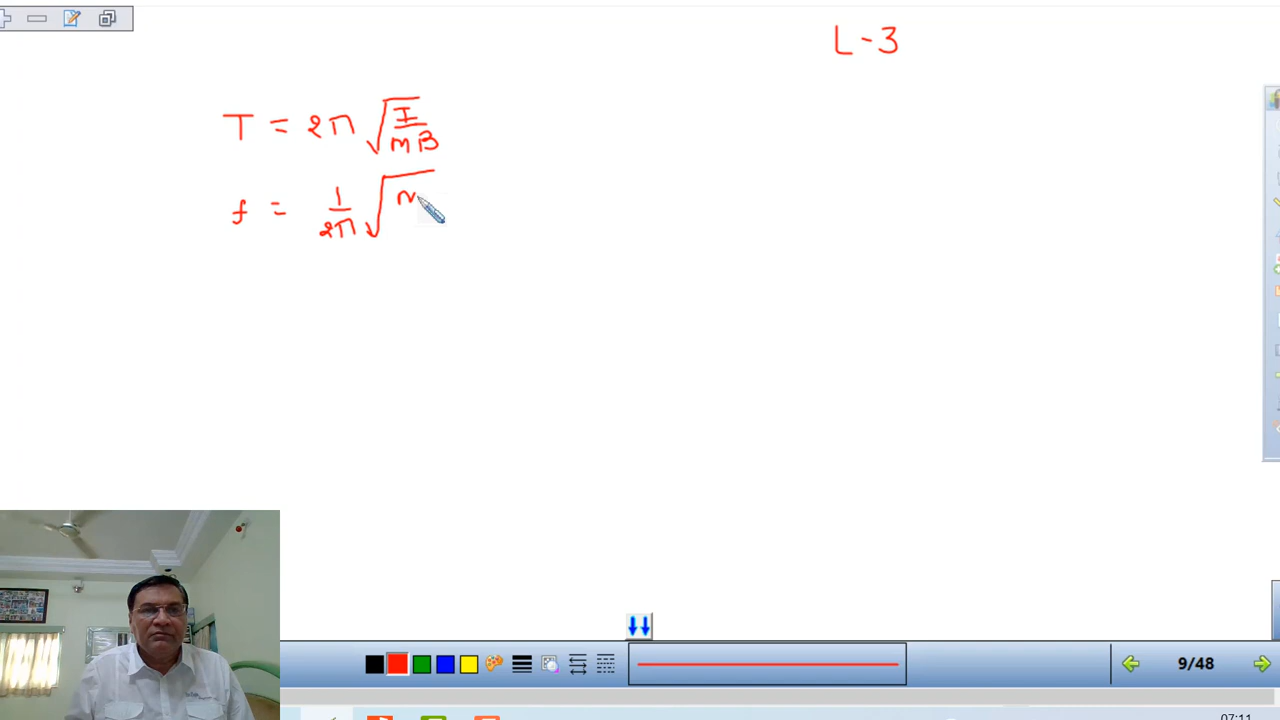 L-3
T = 2π √(I/MB)
f = 1/2π √M
9/48
07:11